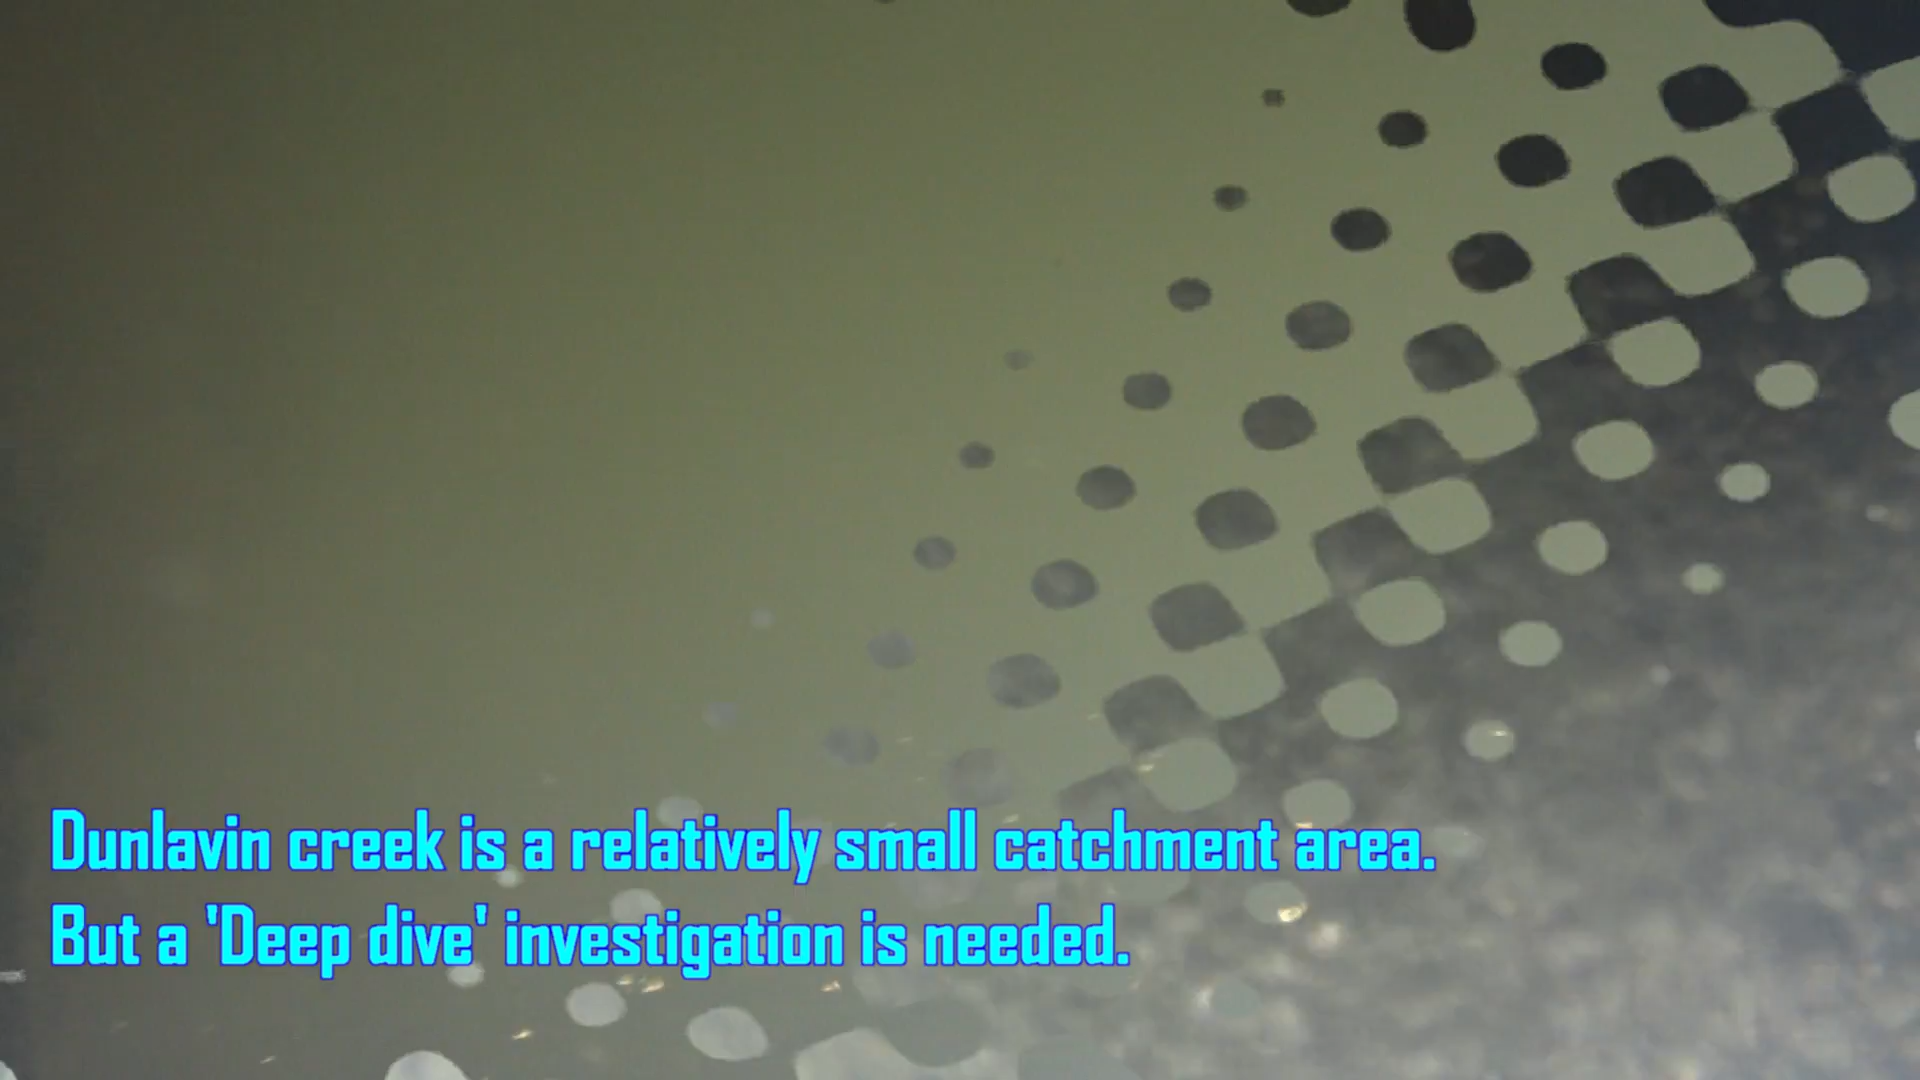 Dunlavin creek is a relatively small catchment area.
But a 'Deep dive' investigation is needed.